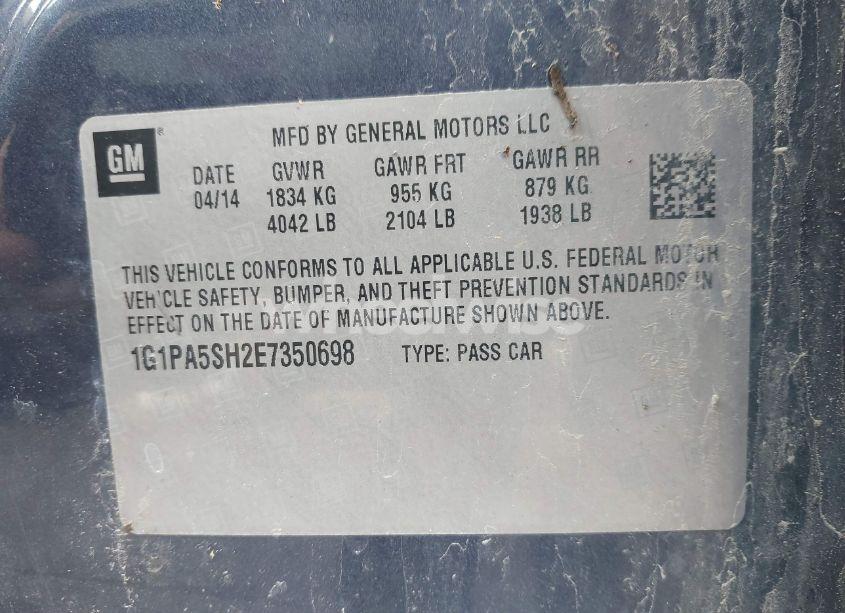 GM
MFD BY GENERAL MOTORS LLC
DATE GVWR GAWR FRT GAWR RR
04/14 1834 KG 955 KG 879 KG
4042 LB 2104 LB 1938 LB
THIS VEHICLE CONFORMS TO ALL APPLICABLE U.S. FEDERAL MOTOR
VEHICLE SAFETY, BUMPER, AND THEFT PREVENTION STANDARDS IN
EFFECT ON THE DATE OF MANUFACTURE SHOWN ABOVE.
1G1PA5SH2E7350698 TYPE: PASS CAR